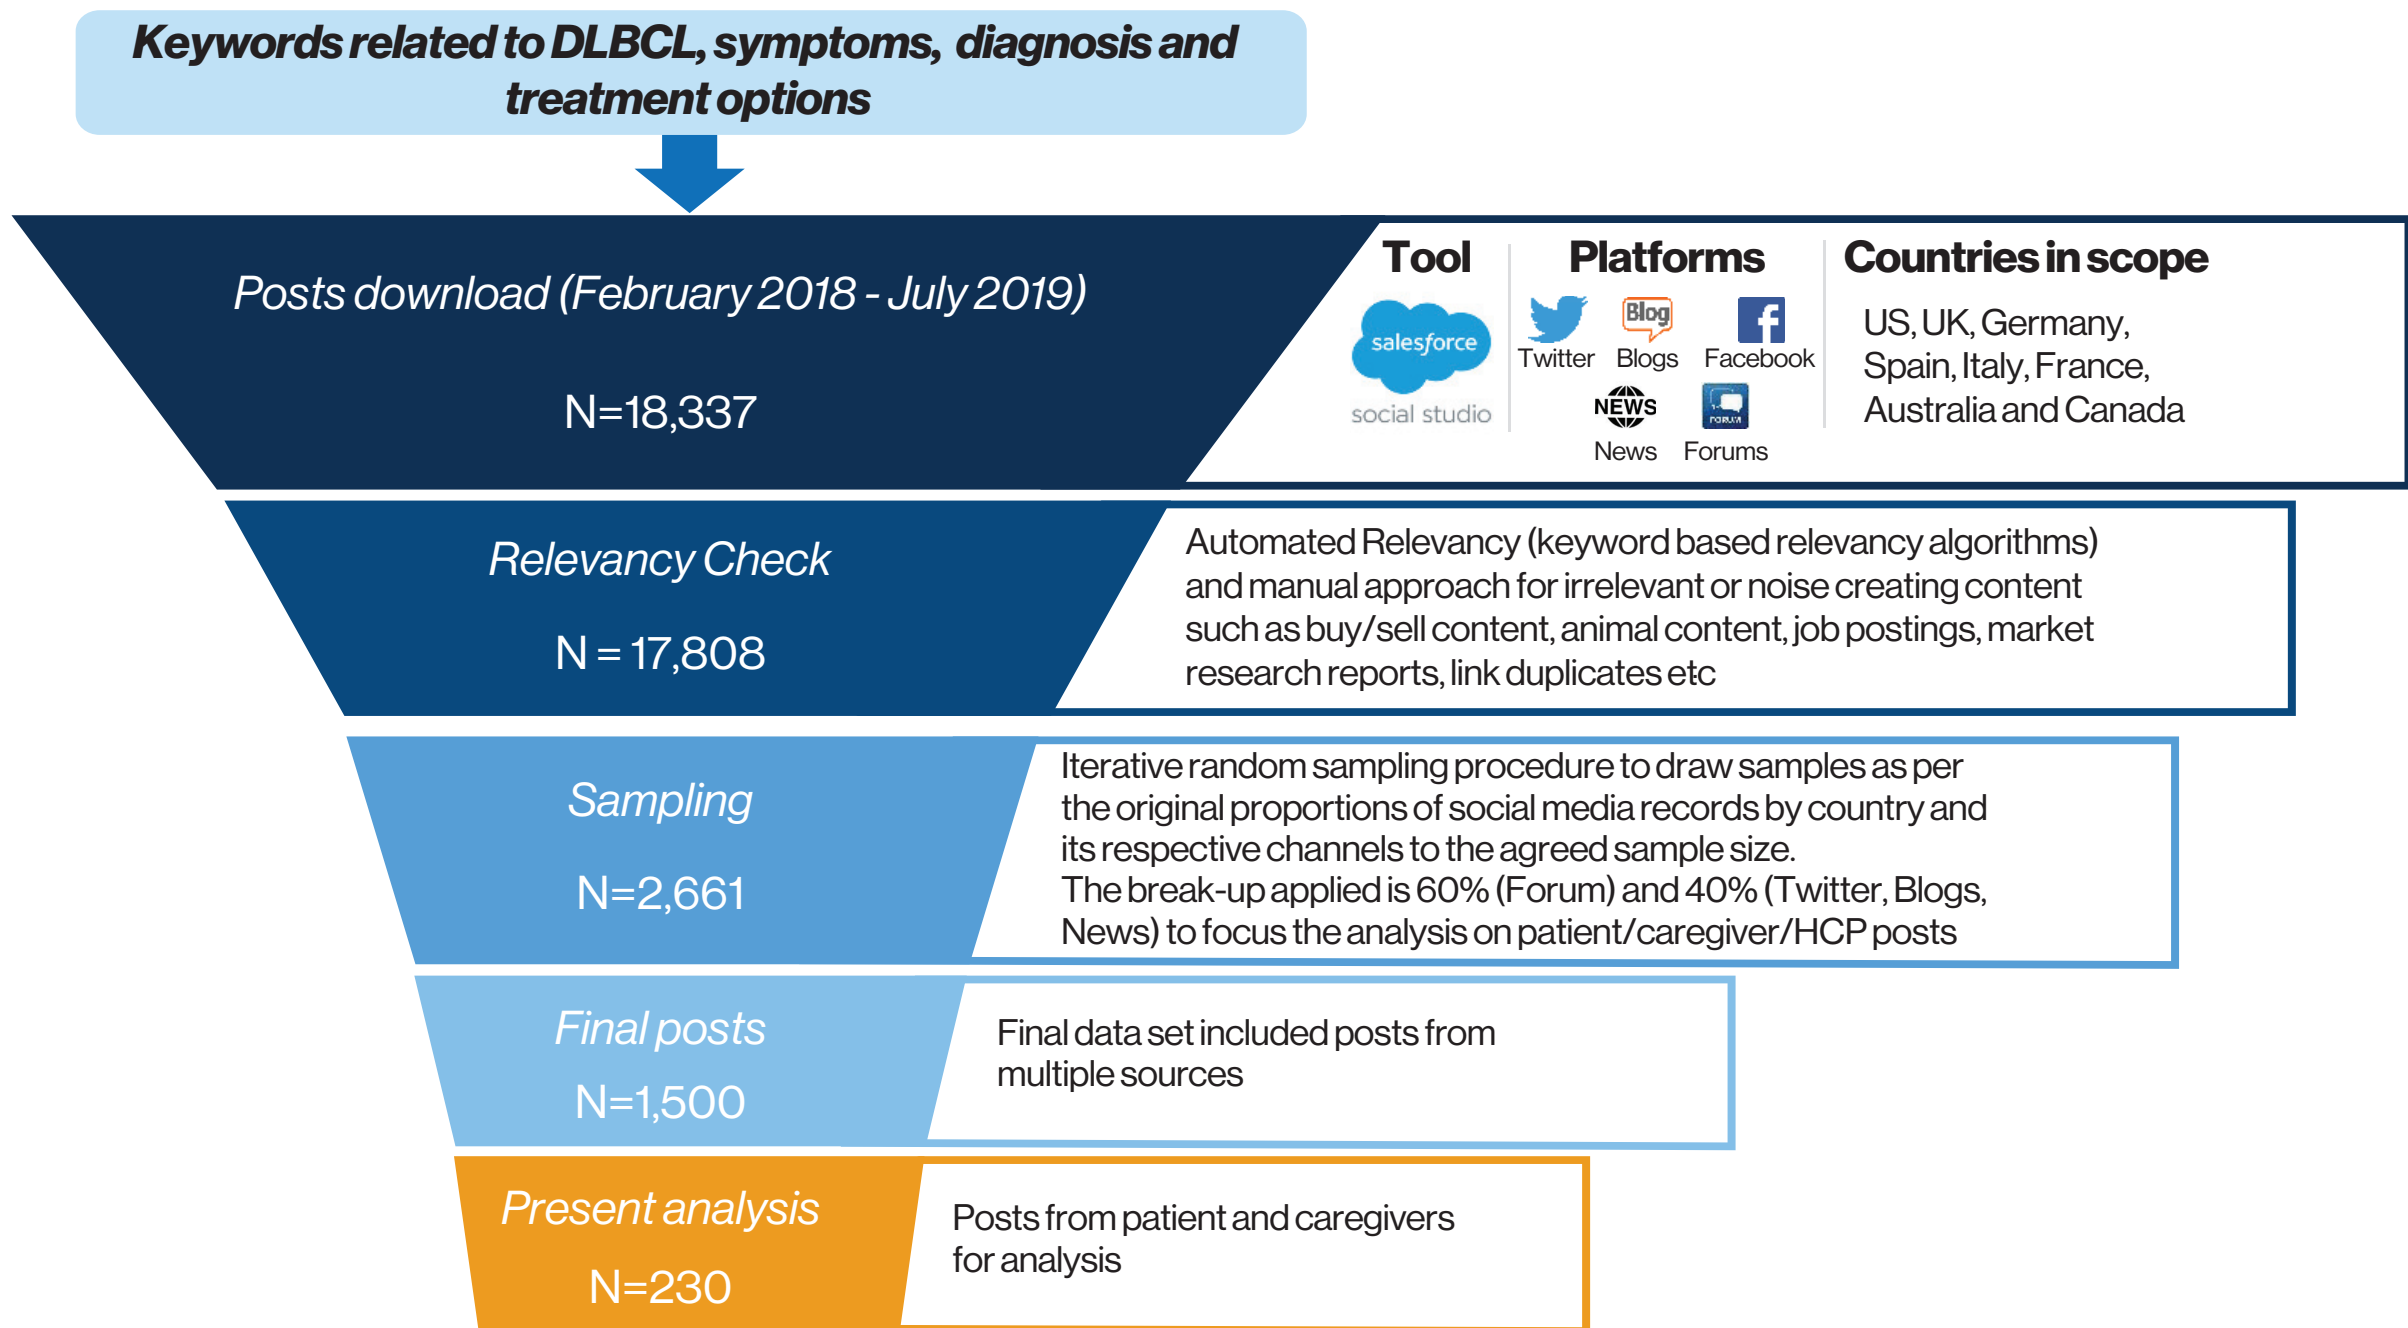 Keywords related to DLBCL, symptoms, diagnosis and
treatment options
Posts download (February 2018 - July 2019)
N=18,337
Tool
salesforce
social studio
Platforms
Blog
Twitter Blogs Facebook
NEWS
FORUM
News Forums
Countries in scope
US, UK, Germany,
Spain, Italy, France,
Australia and Canada
Relevancy Check
N = 17,808
Automated Relevancy (keyword based relevancy algorithms)
and manual approach for irrelevant or noise creating content
such as buy/sell content, animal content, job postings, market
research reports, link duplicates etc
Sampling
N=2,661
Iterative random sampling procedure to draw samples as per
the original proportions of social media records by country and
its respective channels to the agreed sample size.
The break-up applied is 60% (Forum) and 40% (Twitter, Blogs,
News) to focus the analysis on patient/caregiver/HCP posts
Final posts
N=1,500
Final data set included posts from
multiple sources
Present analysis
N=230
Posts from patient and caregivers
for analysis